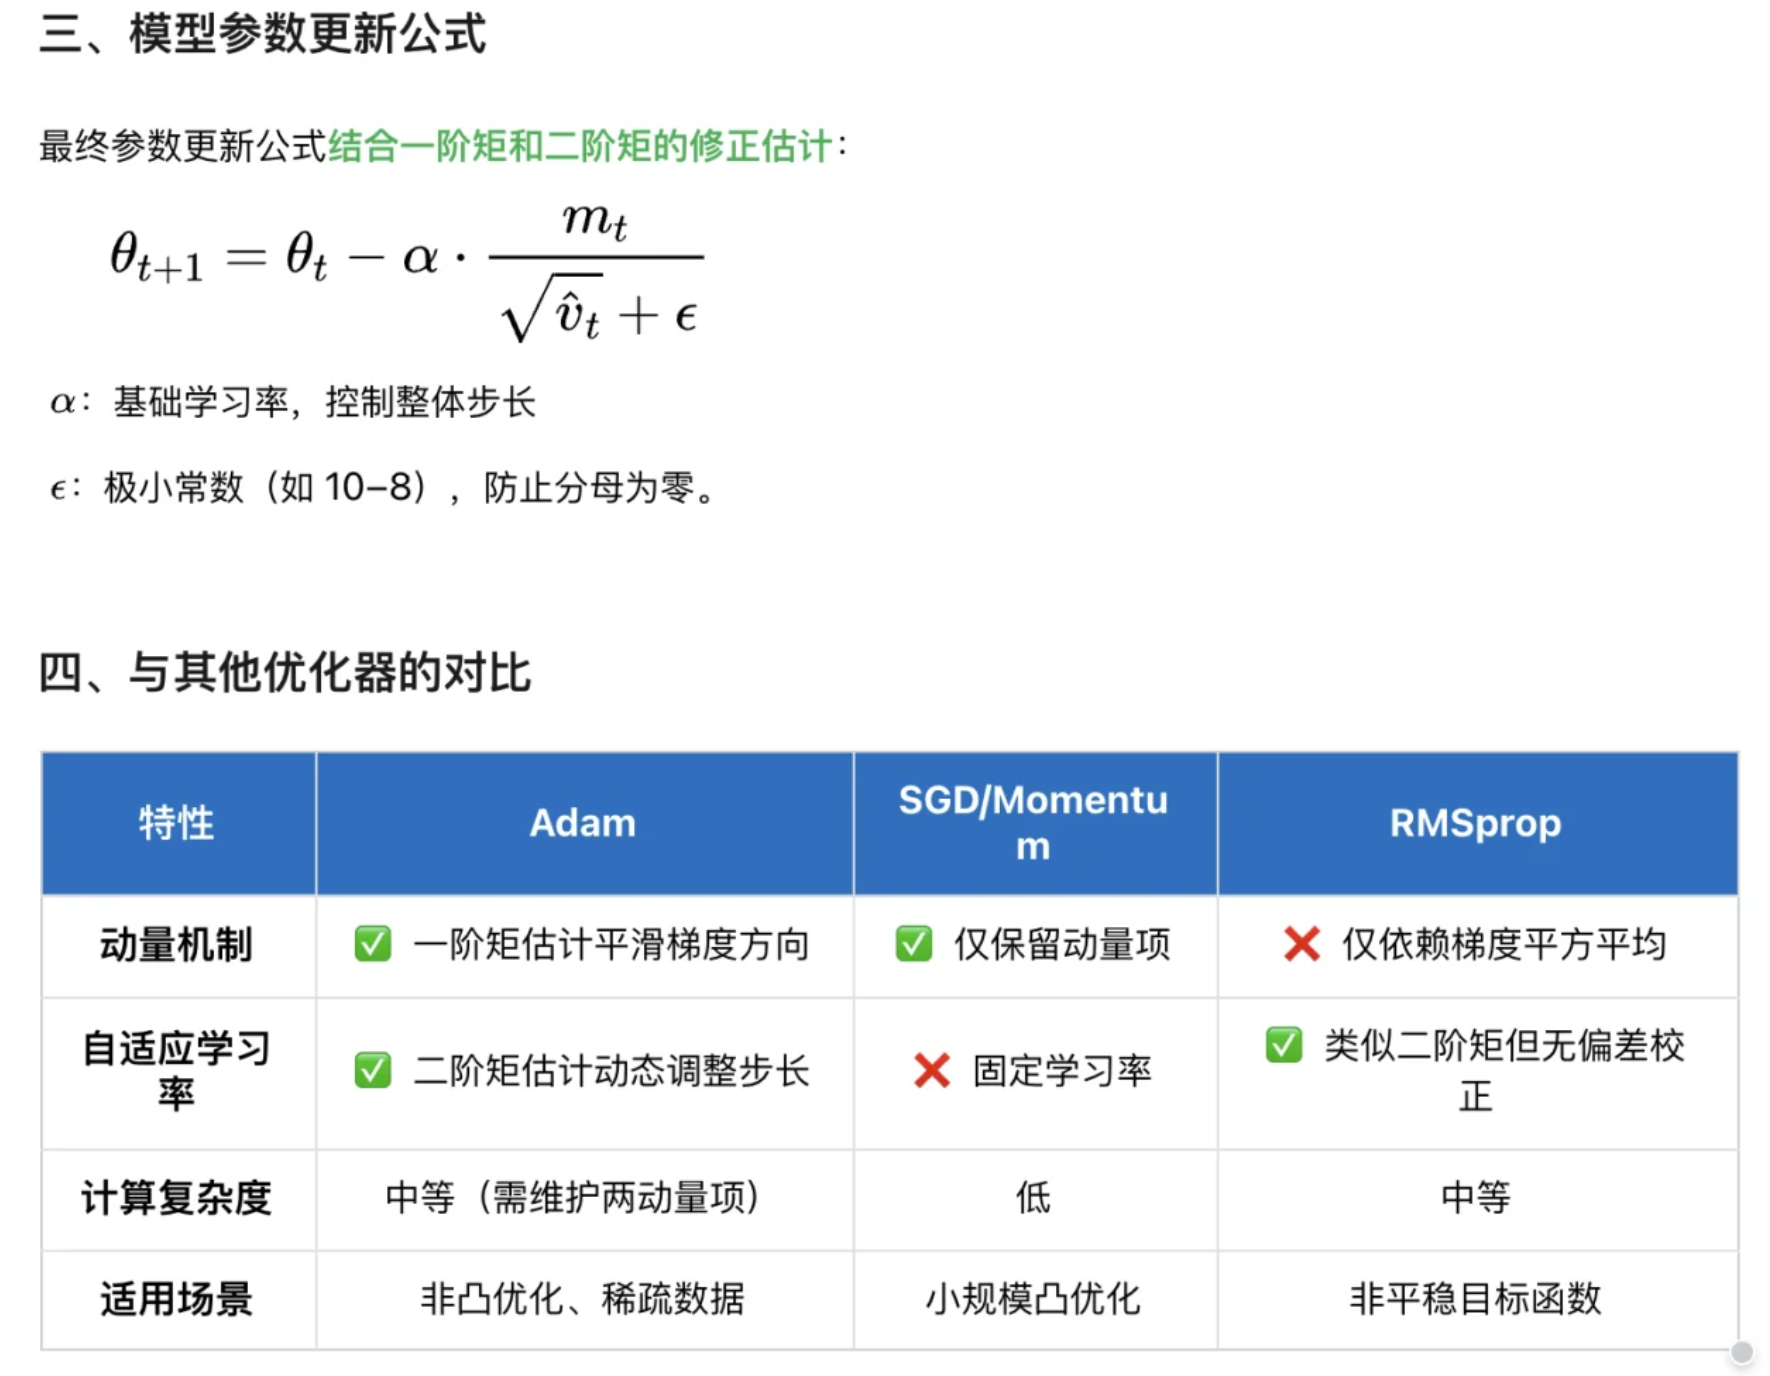 三、模型参数更新公式
最终参数更新公式结合一阶矩和二阶矩的修正估计：
θ_{t+1} = θ_t − α · \frac{m_t}{\sqrt{\hat{v}_t} + ϵ}
α：基础学习率，控制整体步长
ϵ：极小常数（如 10−8），防止分母为零。
四、与其他优化器的对比
特性 Adam SGD/Momentu
m RMSprop
动量机制 ✅ 一阶矩估计平滑梯度方向 ✅ 仅保留动量项 ❌ 仅依赖梯度平方平均
自适应学习
率 ✅ 二阶矩估计动态调整步长 ❌ 固定学习率 ✅ 类似二阶矩但无偏差校
正
计算复杂度 中等（需维护两动量项） 低 中等
适用场景 非凸优化、稀疏数据 小规模凸优化 非平稳目标函数